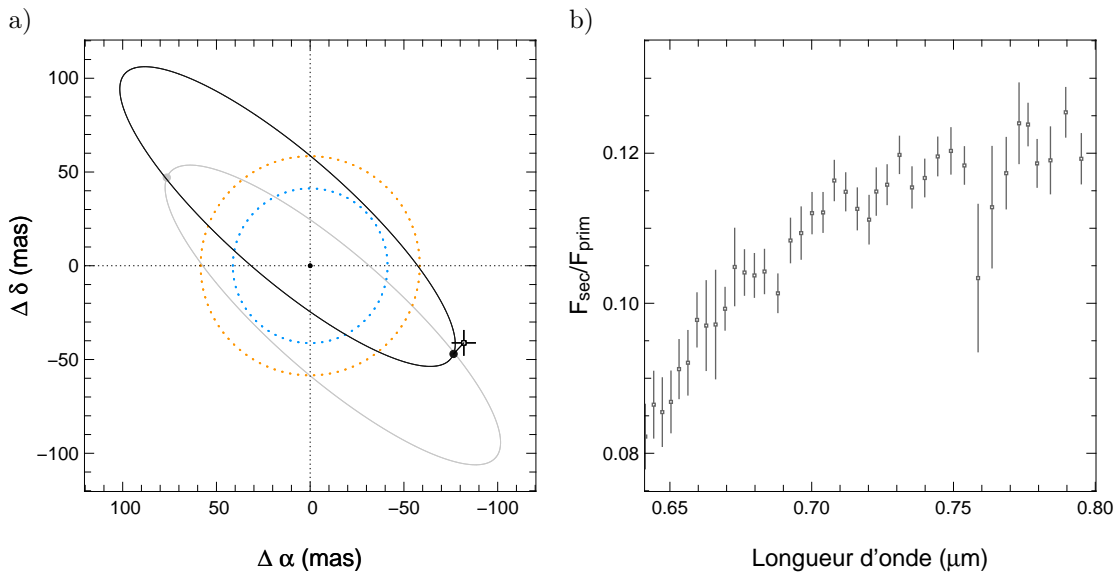 a)
b)
100
50
0
−50
−100
Δ δ (mas)
100
50
0
−50
−100
Δ α (mas)
0.12
0.10
0.08
F_sec/F_prim
0.65
0.70
0.75
0.80
Longueur d'onde (μm)